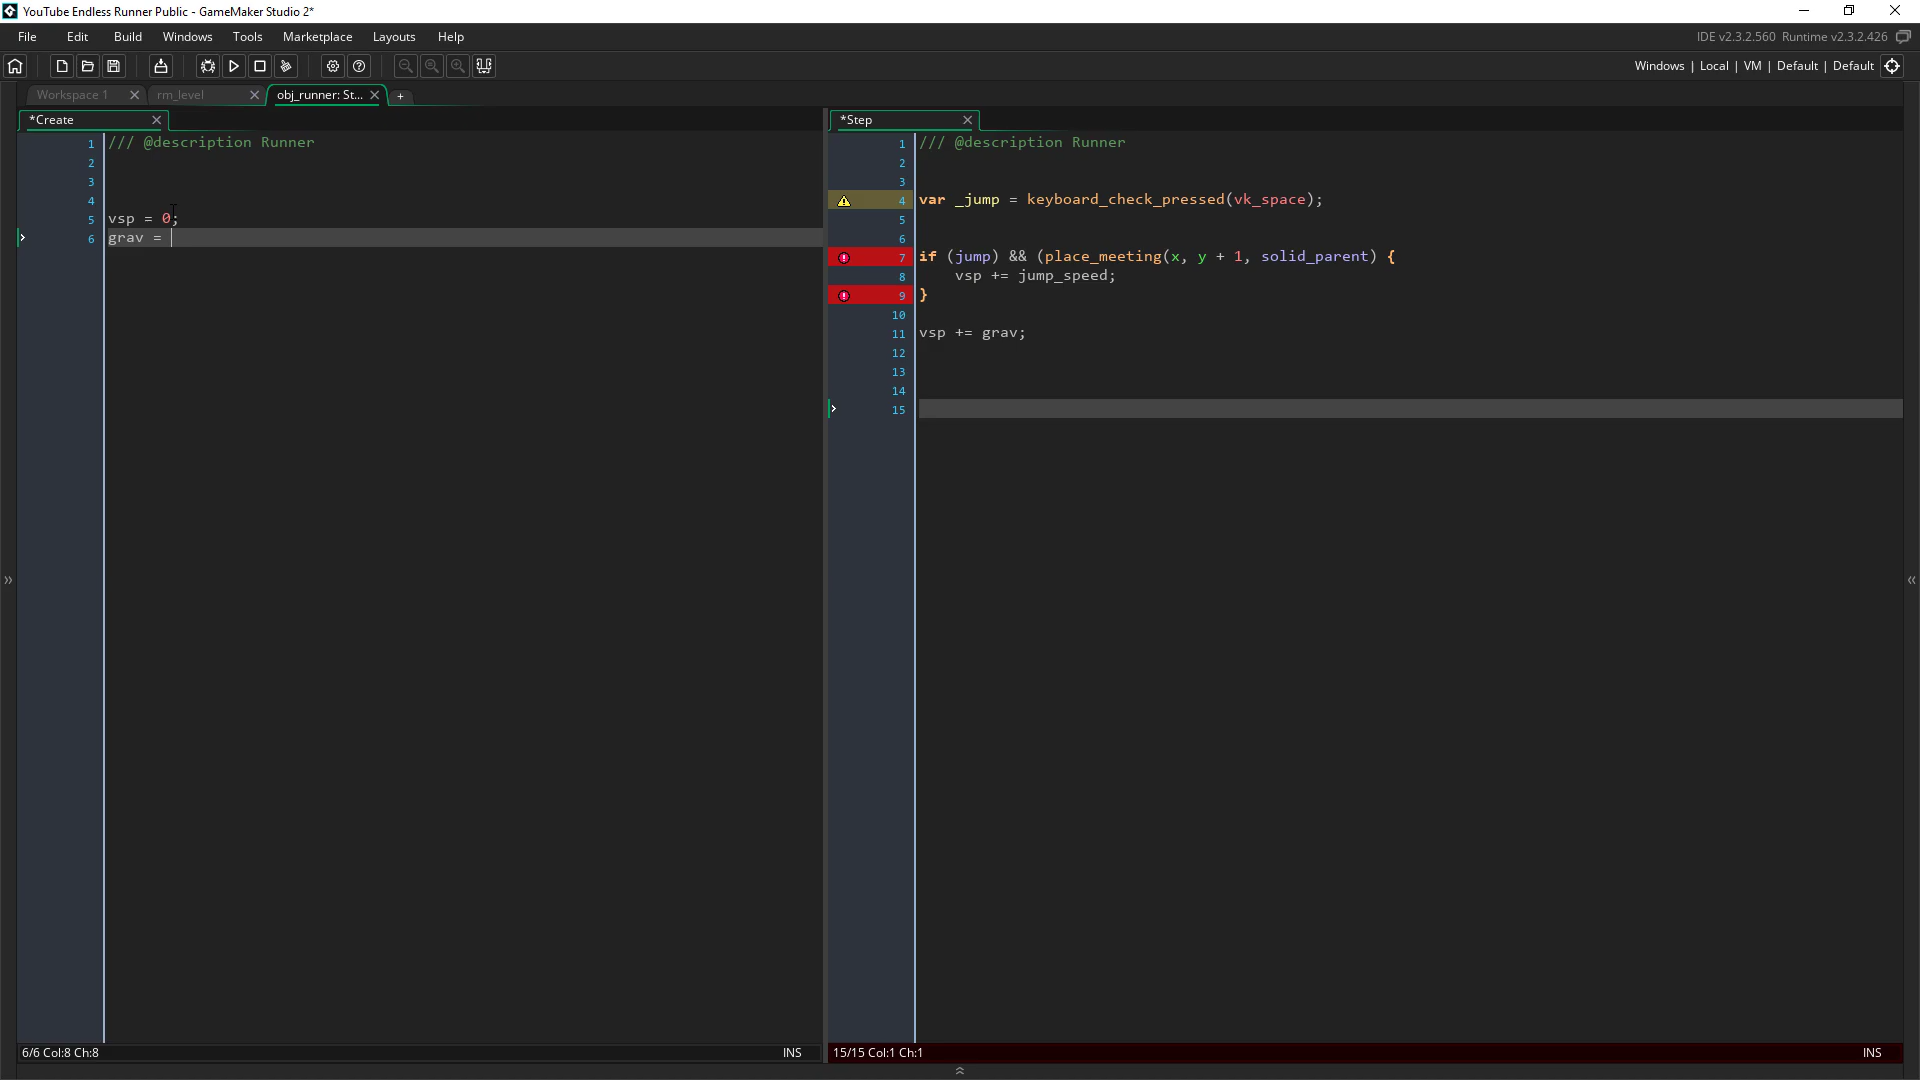 YouTube Endless Runner Public - GameMaker Studio 2*
File Edit Build Windows Tools Marketplace Layouts Help
IDE v2.3.2.560 Runtime v2.3.2.426
Windows | Local | VM | Default | Default
Workspace 1 rm_level obj_runner: St...
*Create
1 /// @description Runner
2
3
4
5 vsp = 0;
6 grav =
6/6 Col:8 Ch:8 INS
*Step
1 /// @description Runner
2
3
4 var _jump = keyboard_check_pressed(vk_space);
5
6
7 if (jump) && (place_meeting(x, y + 1, solid_parent) {
8 vsp += jump_speed;
9 }
10
11 vsp += grav;
12
13
14
15
15/15 Col:1 Ch:1 INS